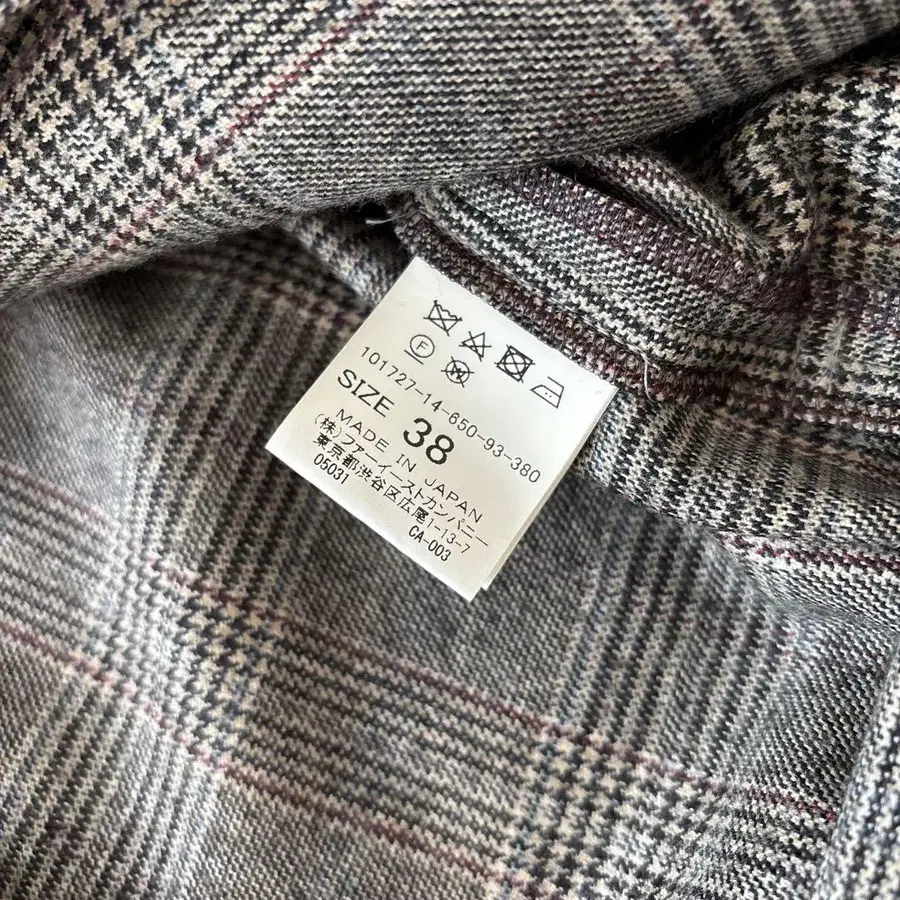 F W
101727-14-650-93-380
SIZE 38
MADE IN JAPAN
(株)ファーイーストカンパニー
東京都渋谷区広尾1-13-7
05031 CA-003